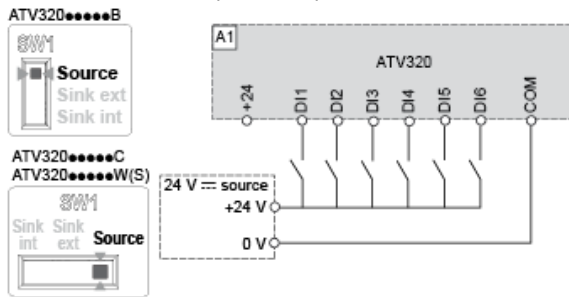 ATV320●●●●●B
SW1
Source
Sink ext
Sink int
ATV320●●●●●C
ATV320●●●●●W(S)
SW1
Sink int
Sink ext
Source
A1
ATV320
+24
DI1
DI2
DI3
DI4
DI5
DI6
COM
24 V ⎓ source
+24 V
0 V